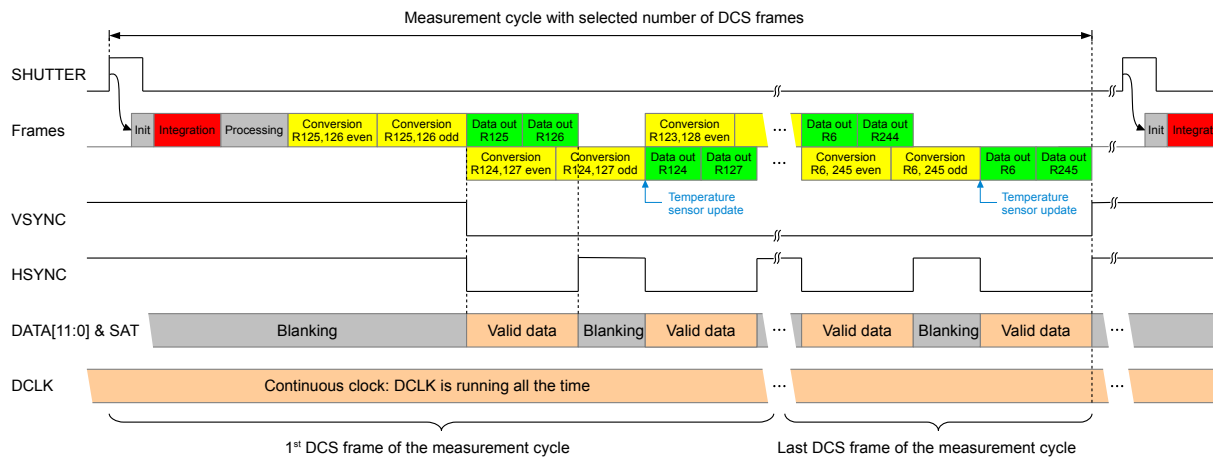 Measurement cycle with selected number of DCS frames
SHUTTER
Frames
Init
Integration
Processing
Conversion
R125,126 even
Conversion
R125,126 odd
Data out
R125
Data out
R126
Conversion
R123,128 even
...
Data out
R6
Data out
R244
Init
Integrat
Conversion
R124,127 even
Conversion
R124,127 odd
Data out
R124
Data out
R127
...
Conversion
R6, 245 even
Conversion
R6, 245 odd
Data out
R6
Data out
R245
Temperature
sensor update
Temperature
sensor update
VSYNC
HSYNC
DATA[11:0] & SAT
Blanking
Valid data
Blanking
Valid data
...
Valid data
Blanking
Valid data
...
DCLK
Continuous clock: DCLK is running all the time
...
...
1st DCS frame of the measurement cycle
Last DCS frame of the measurement cycle